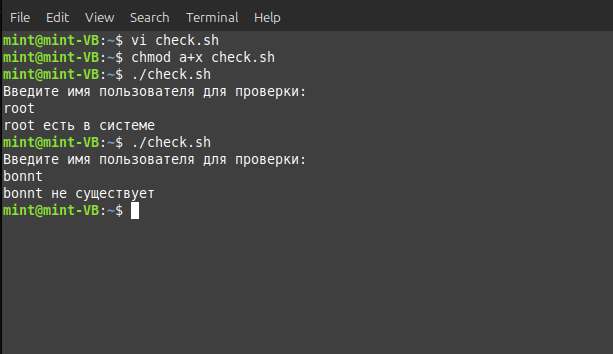 File Edit View Search Terminal Help
mint@mint-VB:~$ vi check.sh
mint@mint-VB:~$ chmod a+x check.sh
mint@mint-VB:~$ ./check.sh
Введите имя пользователя для проверки:
root
root есть в системе
mint@mint-VB:~$ ./check.sh
Введите имя пользователя для проверки:
bonnt
bonnt не существует
mint@mint-VB:~$